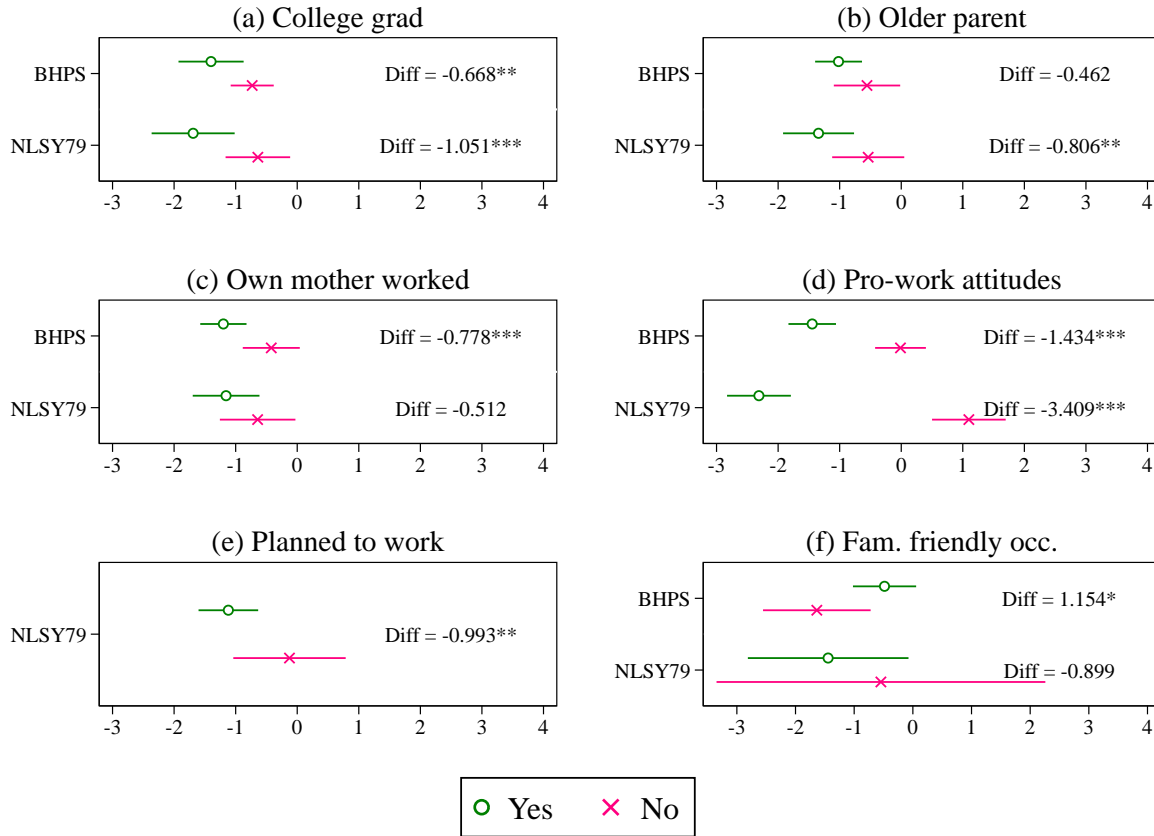 (a) College grad
BHPS
Diff = -0.668**
NLSY79
Diff = -1.051***
-3 -2 -1 0 1 2 3 4
(b) Older parent
BHPS
Diff = -0.462
NLSY79
Diff = -0.806**
-3 -2 -1 0 1 2 3 4
(c) Own mother worked
BHPS
Diff = -0.778***
NLSY79
Diff = -0.512
-3 -2 -1 0 1 2 3 4
(d) Pro-work attitudes
BHPS
Diff = -1.434***
NLSY79
Diff = -3.409***
-3 -2 -1 0 1 2 3 4
(e) Planned to work
NLSY79
Diff = -0.993**
-3 -2 -1 0 1 2 3 4
(f) Fam. friendly occ.
BHPS
Diff = 1.154*
NLSY79
Diff = -0.899
-3 -2 -1 0 1 2 3 4
Yes No